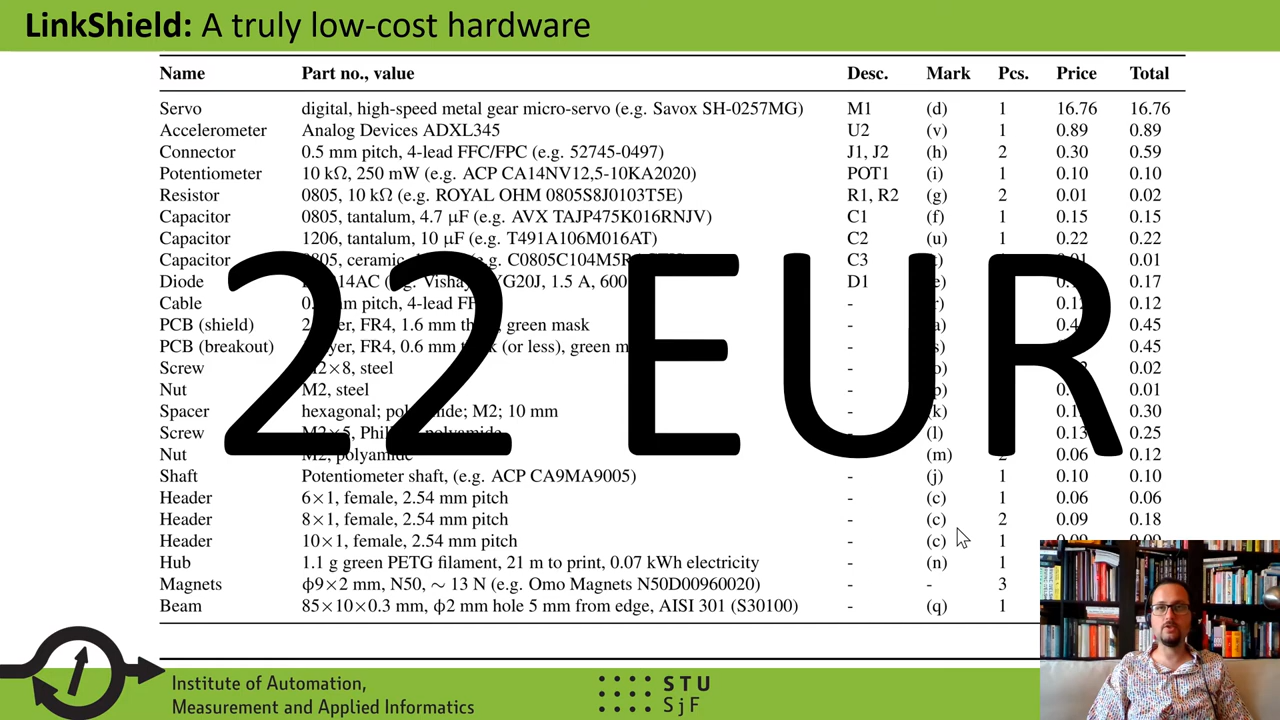 LinkShield: A truly low-cost hardware
Name Part no., value Desc. Mark Pcs. Price Total
Servo digital, high-speed metal gear micro-servo (e.g. Savox SH-0257MG) M1 (d) 1 16.76 16.76
Accelerometer Analog Devices ADXL345 U2 (v) 1 0.89 0.89
Connector 0.5 mm pitch, 4-lead FFC/FPC (e.g. 52745-0497) J1, J2 (h) 2 0.30 0.59
Potentiometer 10 kΩ, 250 mW (e.g. ACP CA14NV12,5-10KA2020) POT1 (i) 1 0.10 0.10
Resistor 0805, 10 kΩ (e.g. ROYAL OHM 0805S8J0103T5E) R1, R2 (g) 2 0.01 0.02
Capacitor 0805, tantalum, 4.7 µF (e.g. AVX TAJP475K016RNJV) C1 (f) 1 0.15 0.15
Capacitor 1206, tantalum, 10 µF (e.g. T491A106M016AT) C2 (u) 1 0.22 0.22
Capacitor ceramic, C3 0.01
Diode 1.5 A, D1 0.17
Cable pitch, 4-lead - 0.12
PCB (shield) FR4, 1.6 mm green mask - 0.45
PCB (breakout) FR4, 0.6 mm (or less), green - 0.45
Screw steel - 0.02
Nut M2, steel - 0.01
Spacer hexagonal; M2; 10 mm - 0.30
Screw - (l) 0.13 0.25
Nut M2, polyamide (m) 0.06 0.12
22 EUR
Shaft Potentiometer shaft, (e.g. ACP CA9MA9005) - (j) 1 0.10 0.10
Header 6×1, female, 2.54 mm pitch - (c) 1 0.06 0.06
Header 8×1, female, 2.54 mm pitch - (c) 2 0.09 0.18
Header 10×1, female, 2.54 mm pitch - (c) 1
Hub 1.1 g green PETG filament, 21 m to print, 0.07 kWh electricity - (n) 1
Magnets ϕ9×2 mm, N50, ∼ 13 N (e.g. Omo Magnets N50D00960020) - - 3
Beam 85×10×0.3 mm, ϕ2 mm hole 5 mm from edge, AISI 301 (S30100) - (q) 1
Institute of Automation,
Measurement and Applied Informatics
STU
SjF